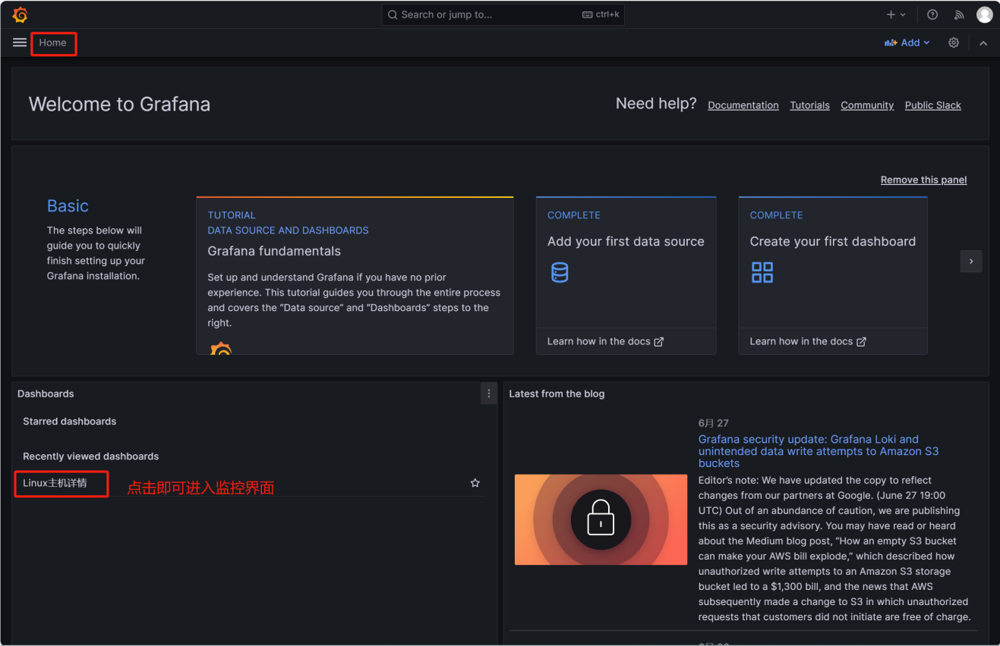 Search or jump to...
ctrl+k
Home
Add
Welcome to Grafana
Need help?
Documentation
Tutorials
Community
Public Slack
Remove this panel
Basic
The steps below will
guide you to quickly
finish setting up your
Grafana installation.
TUTORIAL
DATA SOURCE AND DASHBOARDS
Grafana fundamentals
Set up and understand Grafana if you have no prior
experience. This tutorial guides you through the entire process
and covers the “Data source” and “Dashboards” steps to the
right.
COMPLETE
Add your first data source
Learn how in the docs
COMPLETE
Create your first dashboard
Learn how in the docs
Dashboards
Starred dashboards
Recently viewed dashboards
Linux主机详情
点击即可进入监控界面
Latest from the blog
6月 27
Grafana security update: Grafana Loki and
unintended data write attempts to Amazon S3
buckets
Editor’s note: We have updated the copy to reflect
changes from our partners at Google. (June 27 19:00
UTC) Out of an abundance of caution, we are publishing
this as a security advisory. You may have read or heard
about the Medium blog post, “How an empty S3 bucket
can make your AWS bill explode,” which described how
unauthorized write attempts to an Amazon S3 storage
bucket led to a $1,300 bill, and the news that AWS
subsequently made a change to S3 in which unauthorized
requests that customers did not initiate are free of charge.